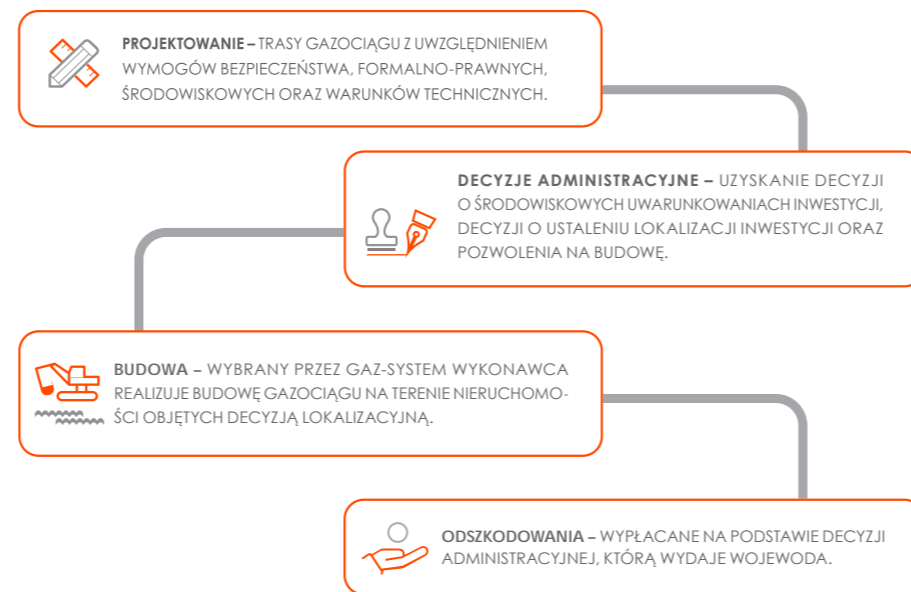 PROJEKTOWANIE – TRASY GAZOCIĄGU Z UWZGLĘDNIENIEM
WYMOGÓW BEZPIECZEŃSTWA, FORMALNO-PRAWNYCH,
ŚRODOWISKOWYCH ORAZ WARUNKÓW TECHNICZNYCH.
DECYZJE ADMINISTRACYJNE – UZYSKANIE DECYZJI
O ŚRODOWISKOWYCH UWARUNKOWANIACH INWESTYCJI,
DECYZJI O USTALENIU LOKALIZACJI INWESTYCJI ORAZ
POZWOLENIA NA BUDOWĘ.
BUDOWA – WYBRANY PRZEZ GAZ-SYSTEM WYKONAWCA
REALIZUJE BUDOWĘ GAZOCIĄGU NA TERENIE NIERUCHOMO-
ŚCI OBJĘTYCH DECYZJĄ LOKALIZACYJNĄ.
ODSZKODOWANIA – WYPŁACANE NA PODSTAWIE DECYZJI
ADMINISTRACYJNEJ, KTÓRĄ WYDAJE WOJEWODA.